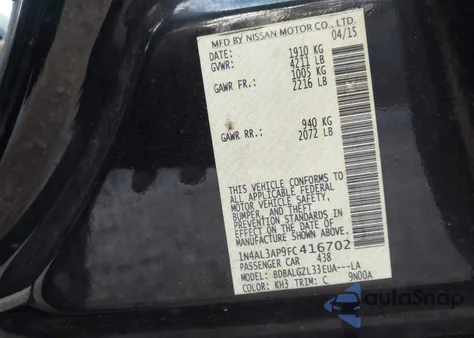 MFD BY NISSAN MOTOR CO., LTD.
DATE: 04/15
GVWR: 1910 KG
4211 LB
GAWR FR.: 1005 KG
2216 LB
GAWR RR.: 940 KG
2072 LB
THIS VEHICLE CONFORMS TO
ALL APPLICABLE FEDERAL
MOTOR VEHICLE SAFETY,
BUMPER, AND THEFT
PREVENTION STANDARDS IN
EFFECT ON THE DATE OF
MANUFACTURE SHOWN ABOVE.
1N4AL3AP9FC416702
PASSENGER CAR 438
MODEL: BDBALGZL33EUA---LA
COLOR: KH3 TRIM: C 9N00A
autoSnap